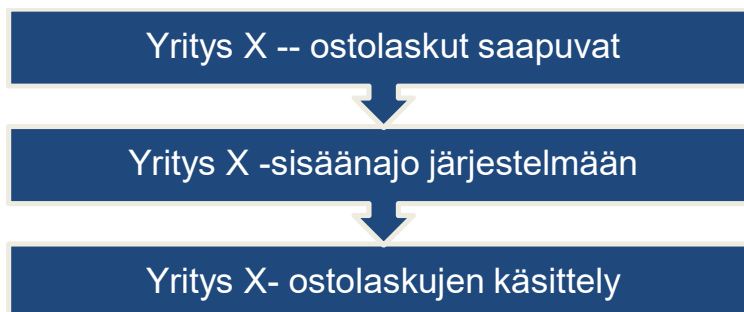 Yritys X -- ostolaskut saapuvat
Yritys X -sisäänajo järjestelmään
Yritys X- ostolaskujen käsittely